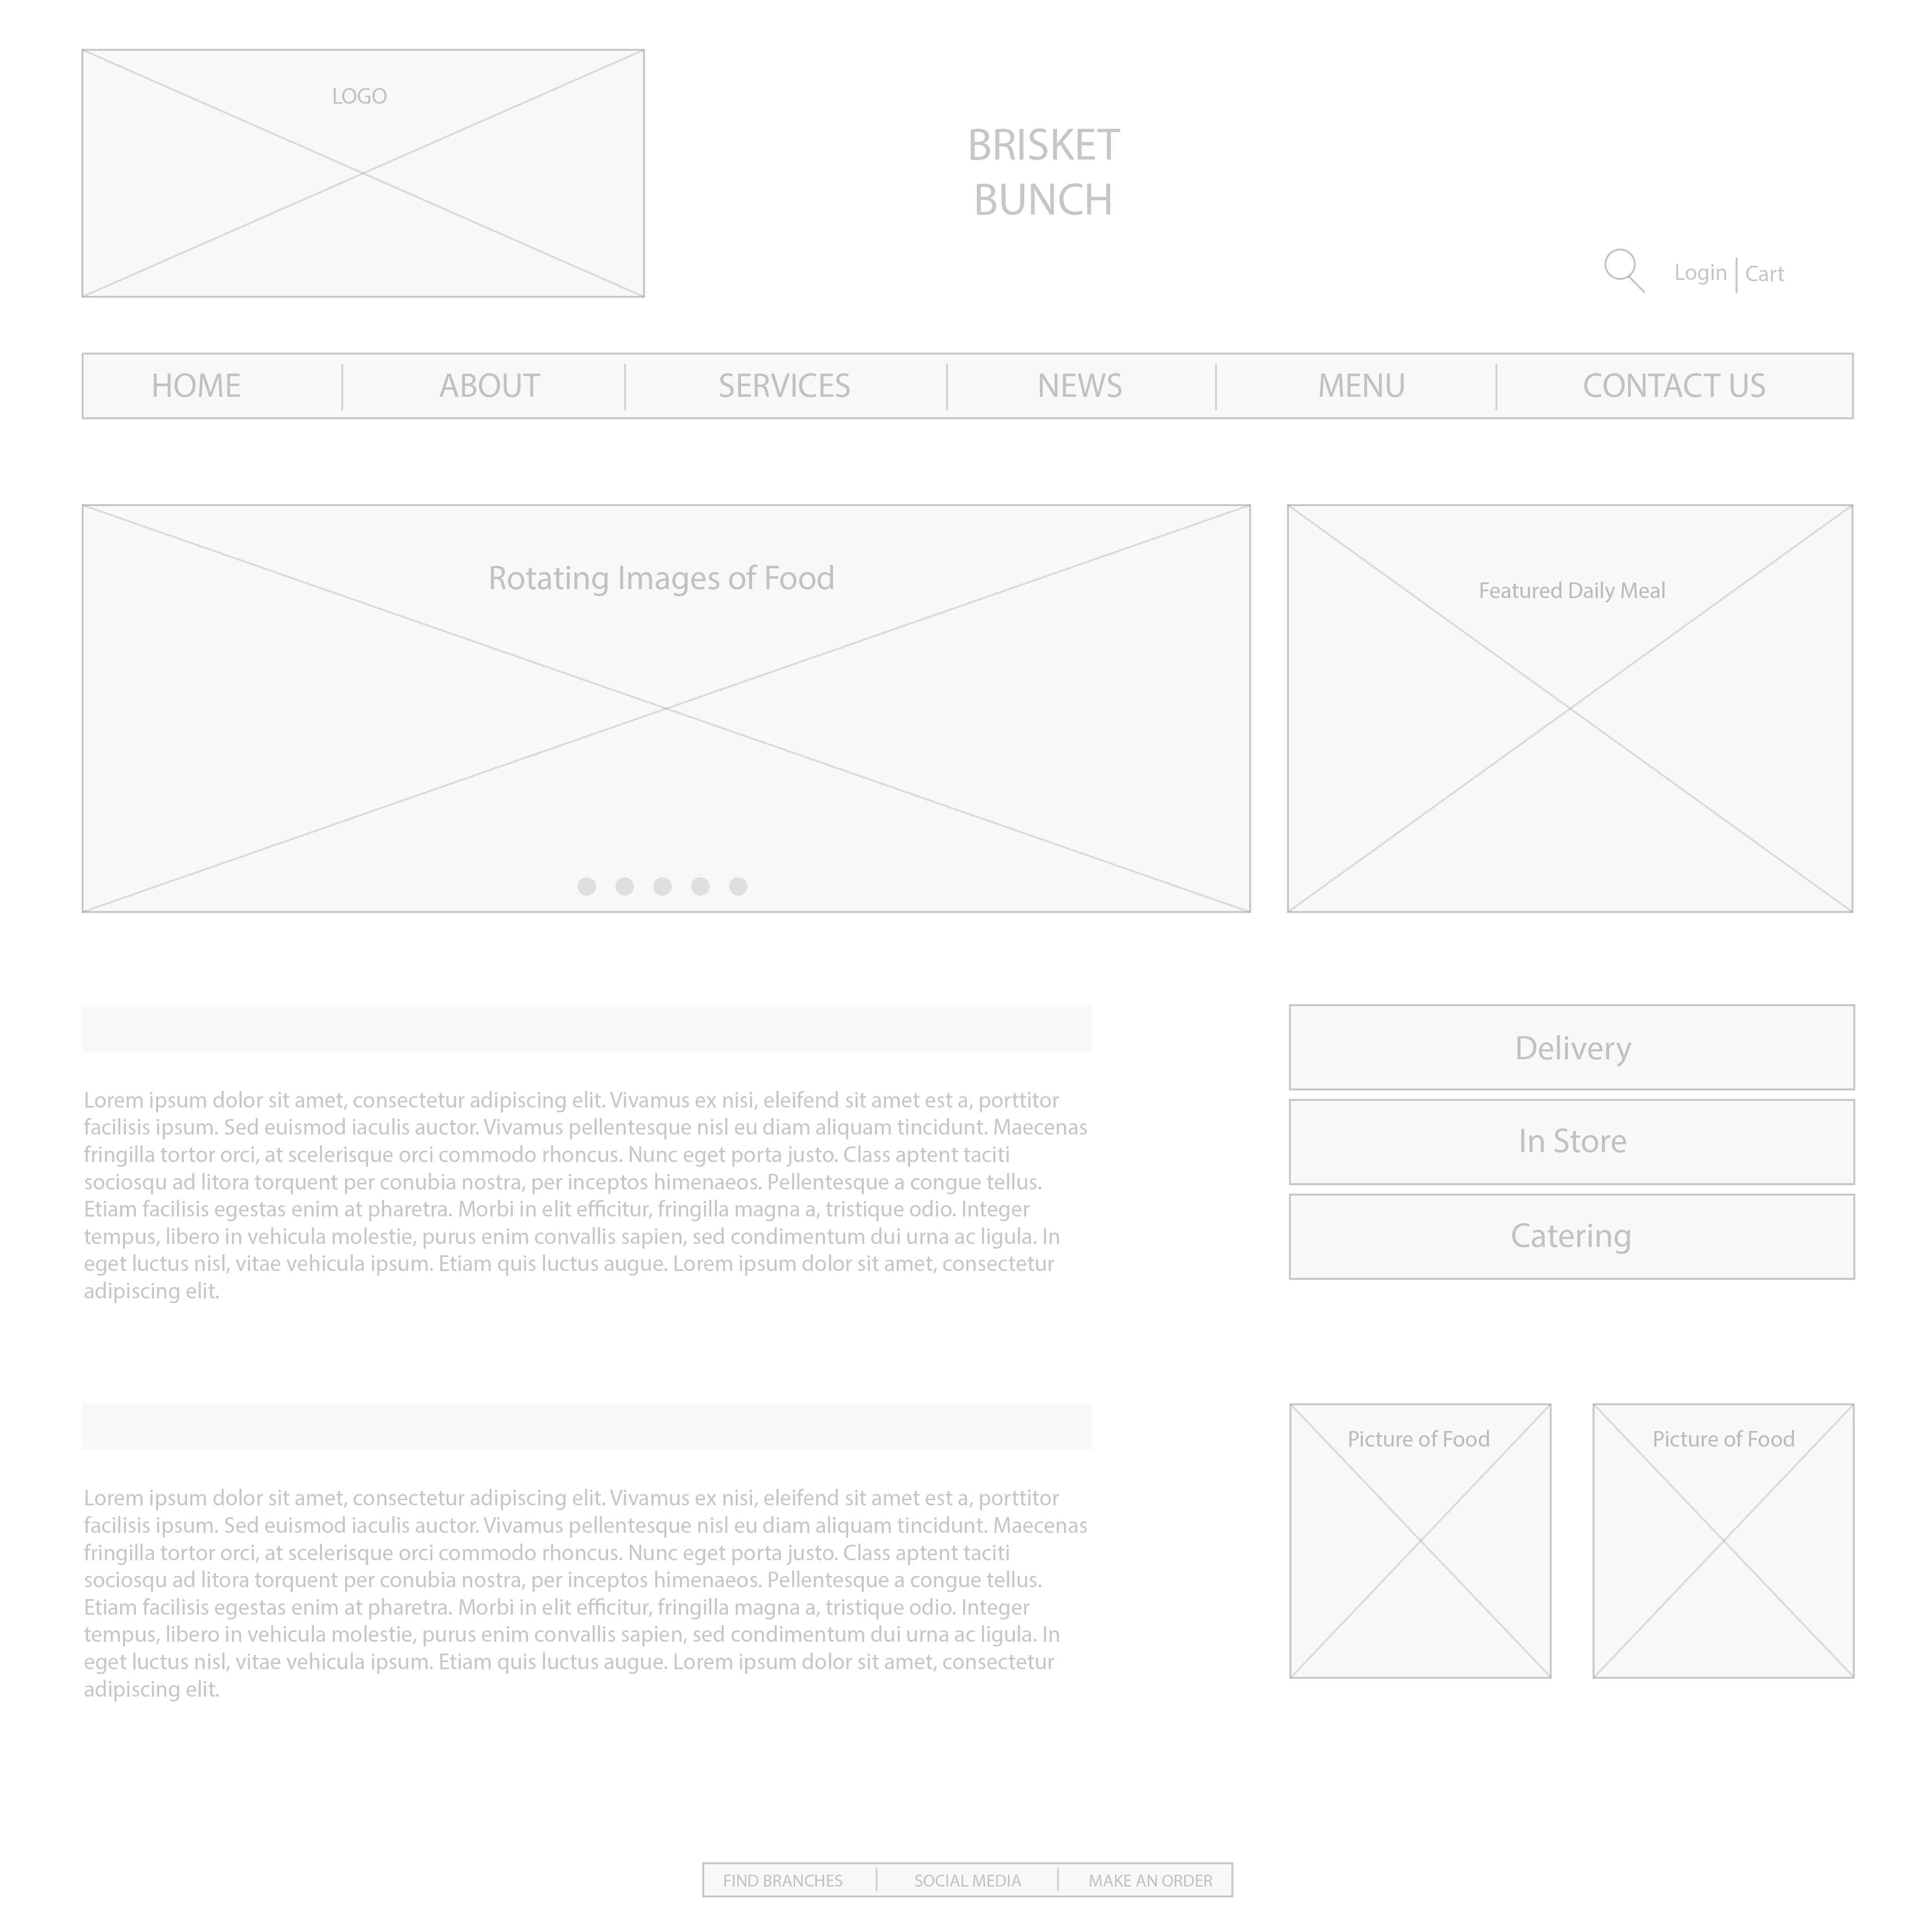 LOGO
BRISKET
BUNCH
Login | Cart
HOME | ABOUT | SERVICES | NEWS | MENU | CONTACT US
Rotating Images of Food
Featured Daily Meal
Lorem ipsum dolor sit amet, consectetur adipiscing elit. Vivamus ex nisi, eleifend sit amet est a, porttitor
facilisis ipsum. Sed euismod iaculis auctor. Vivamus pellentesque nisl eu diam aliquam tincidunt. Maecenas
fringilla tortor orci, at scelerisque orci commodo rhoncus. Nunc eget porta justo. Class aptent taciti
sociosqu ad litora torquent per conubia nostra, per inceptos himenaeos. Pellentesque a congue tellus.
Etiam facilisis egestas enim at pharetra. Morbi in elit efficitur, fringilla magna a, tristique odio. Integer
tempus, libero in vehicula molestie, purus enim convallis sapien, sed condimentum dui urna ac ligula. In
eget luctus nisl, vitae vehicula ipsum. Etiam quis luctus augue. Lorem ipsum dolor sit amet, consectetur
adipiscing elit.
Delivery
In Store
Catering
Lorem ipsum dolor sit amet, consectetur adipiscing elit. Vivamus ex nisi, eleifend sit amet est a, porttitor
facilisis ipsum. Sed euismod iaculis auctor. Vivamus pellentesque nisl eu diam aliquam tincidunt. Maecenas
fringilla tortor orci, at scelerisque orci commodo rhoncus. Nunc eget porta justo. Class aptent taciti
sociosqu ad litora torquent per conubia nostra, per inceptos himenaeos. Pellentesque a congue tellus.
Etiam facilisis egestas enim at pharetra. Morbi in elit efficitur, fringilla magna a, tristique odio. Integer
tempus, libero in vehicula molestie, purus enim convallis sapien, sed condimentum dui urna ac ligula. In
eget luctus nisl, vitae vehicula ipsum. Etiam quis luctus augue. Lorem ipsum dolor sit amet, consectetur
adipiscing elit.
Picture of Food
Picture of Food
FIND BRANCHES | SOCIAL MEDIA | MAKE AN ORDER